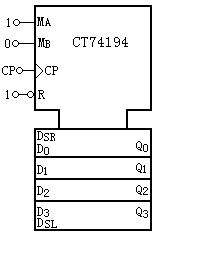 1 MA
0 MB CT74194
CP CP
1 R
DSR
D0 Q0
D1 Q1
D2 Q2
D3 Q3
DSL